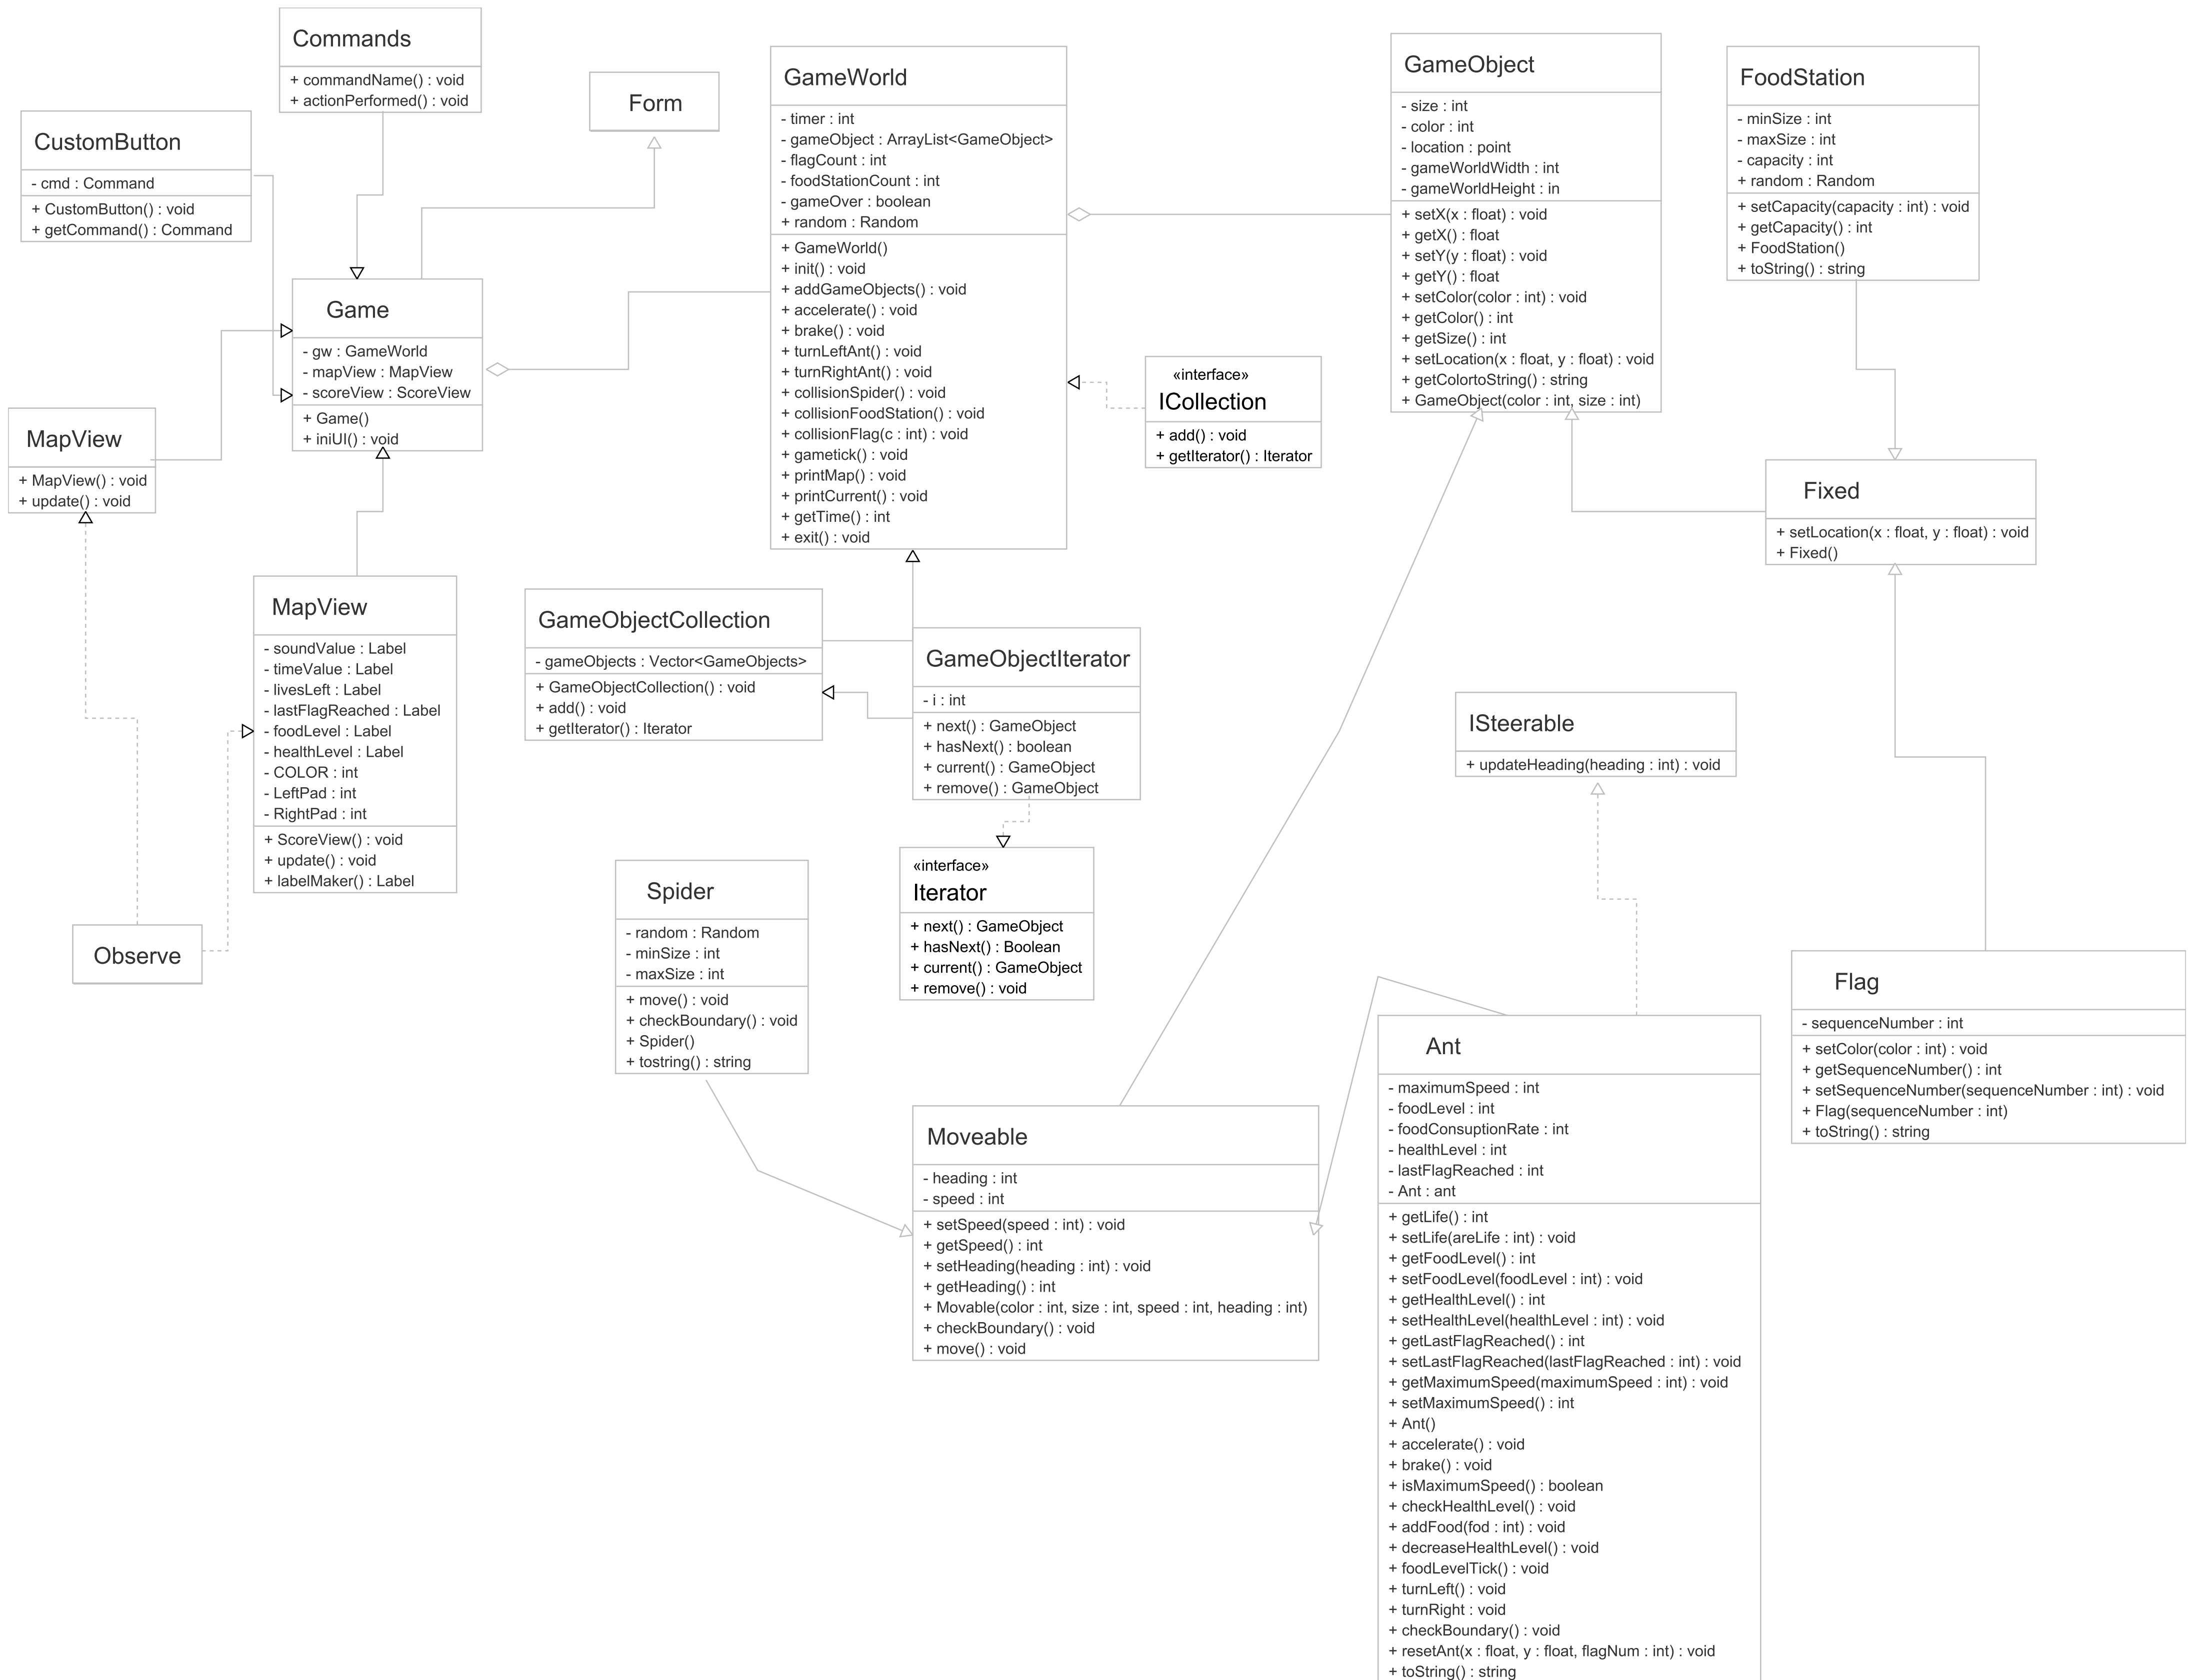 Commands
+ commandName() : void
+ actionPerformed() : void
CustomButton
- cmd : Command
+ CustomButton() : void
+ getCommand() : Command
Form
GameWorld
- timer : int
- gameObject : ArrayList<GameObject>
- flagCount : int
- foodStationCount : int
- gameOver : boolean
+ random : Random
+ GameWorld()
+ init() : void
+ addGameObjects() : void
+ accelerate() : void
+ brake() : void
+ turnLeftAnt() : void
+ turnRightAnt() : void
+ collisionSpider() : void
+ collisionFoodStation() : void
+ collisionFlag(c : int) : void
+ gametick() : void
+ printMap() : void
+ printCurrent() : void
+ getTime() : int
+ exit() : void
GameObject
- size : int
- color : int
- location : point
- gameWorldWidth : int
- gameWorldHeight : in
+ setX(x : float) : void
+ getX() : float
+ setY(y : float) : void
+ getY() : float
+ setColor(color : int) : void
+ getColor() : int
+ getSize() : int
+ setLocation(x : float, y : float) : void
+ getColortoString() : string
+ GameObject(color : int, size : int)
FoodStation
- minSize : int
- maxSize : int
- capacity : int
+ random : Random
+ setCapacity(capacity : int) : void
+ getCapacity() : int
+ FoodStation()
+ toString() : string
Game
- gw : GameWorld
- mapView : MapView
- scoreView : ScoreView
+ Game()
+ iniUI() : void
«interface»
ICollection
+ add() : void
+ getIterator() : Iterator
MapView
+ MapView() : void
+ update() : void
Fixed
+ setLocation(x : float, y : float) : void
+ Fixed()
MapView
- soundValue : Label
- timeValue : Label
- livesLeft : Label
- lastFlagReached : Label
- foodLevel : Label
- healthLevel : Label
- COLOR : int
- LeftPad : int
- RightPad : int
+ ScoreView() : void
+ update() : void
+ labelMaker() : Label
GameObjectCollection
- gameObjects : Vector<GameObjects>
+ GameObjectCollection() : void
+ add() : void
+ getIterator() : Iterator
GameObjectIterator
- i : int
+ next() : GameObject
+ hasNext() : boolean
+ current() : GameObject
+ remove() : GameObject
ISteerable
+ updateHeading(heading : int) : void
Observe
Spider
- random : Random
- minSize : int
- maxSize : int
+ move() : void
+ checkBoundary() : void
+ Spider()
+ tostring() : string
«interface»
Iterator
+ next() : GameObject
+ hasNext() : Boolean
+ current() : GameObject
+ remove() : void
Flag
- sequenceNumber : int
+ setColor(color : int) : void
+ getSequenceNumber() : int
+ setSequenceNumber(sequenceNumber : int) : void
+ Flag(sequenceNumber : int)
+ toString() : string
Moveable
- heading : int
- speed : int
+ setSpeed(speed : int) : void
+ getSpeed() : int
+ setHeading(heading : int) : void
+ getHeading() : int
+ Movable(color : int, size : int, speed : int, heading : int)
+ checkBoundary() : void
+ move() : void
Ant
- maximumSpeed : int
- foodLevel : int
- foodConsuptionRate : int
- healthLevel : int
- lastFlagReached : int
- Ant : ant
+ getLife() : int
+ setLife(areLife : int) : void
+ getFoodLevel() : int
+ setFoodLevel(foodLevel : int) : void
+ getHealthLevel() : int
+ setHealthLevel(healthLevel : int) : void
+ getLastFlagReached() : int
+ setLastFlagReached(lastFlagReached : int) : void
+ getMaximumSpeed(maximumSpeed : int) : void
+ setMaximumSpeed() : int
+ Ant()
+ accelerate() : void
+ brake() : void
+ isMaximumSpeed() : boolean
+ checkHealthLevel() : void
+ addFood(fod : int) : void
+ decreaseHealthLevel() : void
+ foodLevelTick() : void
+ turnLeft() : void
+ turnRight : void
+ checkBoundary() : void
+ resetAnt(x : float, y : float, flagNum : int) : void
+ toString() : string